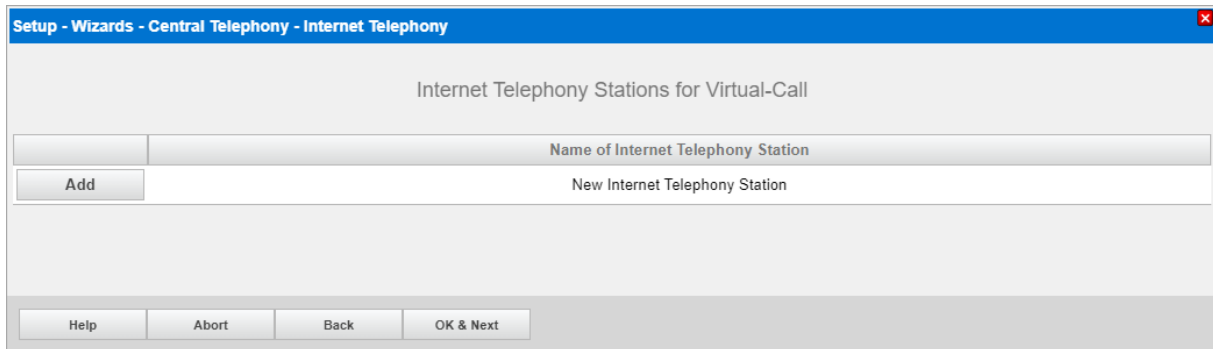 Setup - Wizards - Central Telephony - Internet Telephony
Internet Telephony Stations for Virtual-Call
Name of Internet Telephony Station
Add New Internet Telephony Station
Help Abort Back OK & Next